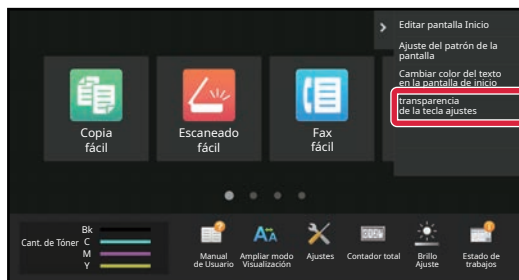 Editar pantalla Inicio
Ajuste del patrón de la
pantalla
Cambiar color del texto
en la pantalla de inicio
transparencia
de la tecla ajustes
Copia
fácil
Escaneado
fácil
Fax
fácil
Bk
Cant. de Tóner C
M
Y
Manual
de Usuario
Ampliar modo
Visualización
Ajustes
Contador total
Brillo
Ajuste
Estado de
trabajos